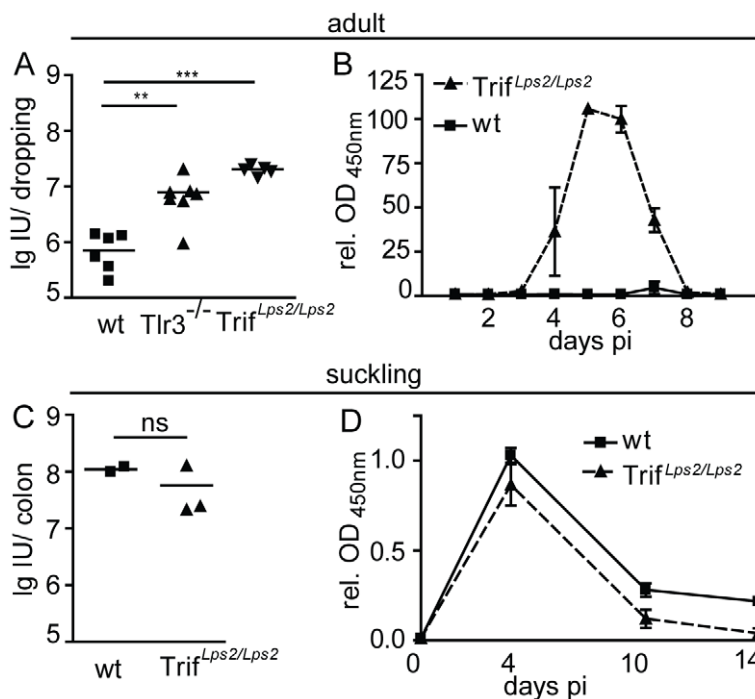 adult
A
lg IU/ dropping
9
8
7
6
5
***
**
wt Tlr3-/- TrifLps2/Lps2
B
rel. OD 450nm
125
100
75
50
25
0
TrifLps2/Lps2
wt
2 4 6 8
days pi
suckling
C
lg IU/ colon
9
8
7
6
5
ns
wt TrifLps2/Lps2
D
rel. OD 450nm
1.0
0.5
0.0
wt
TrifLps2/Lps2
0 4 10 14
days pi